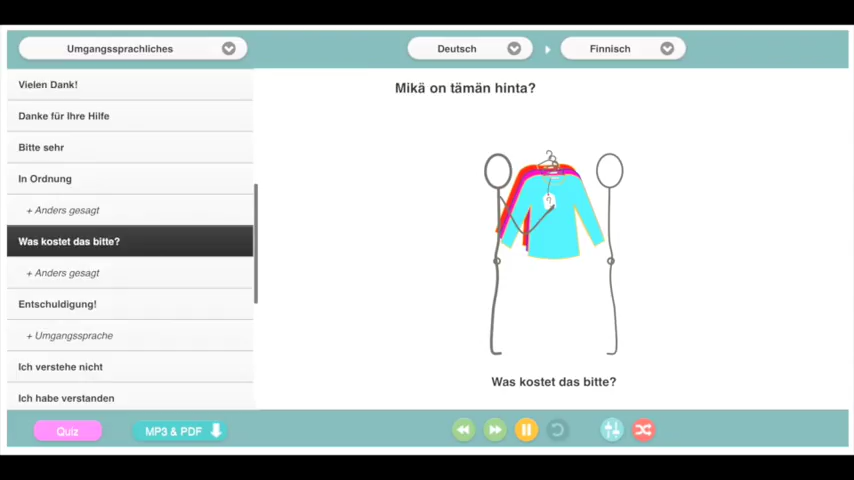 Umgangssprachliches
Deutsch
Finnisch
Vielen Dank!
Danke für Ihre Hilfe
Bitte sehr
In Ordnung
+ Anders gesagt
Was kostet das bitte?
+ Anders gesagt
Entschuldigung!
+ Umgangssprache
Ich verstehe nicht
Ich habe verstanden
Mikä on tämän hinta?
?
Was kostet das bitte?
Quiz
MP3 & PDF